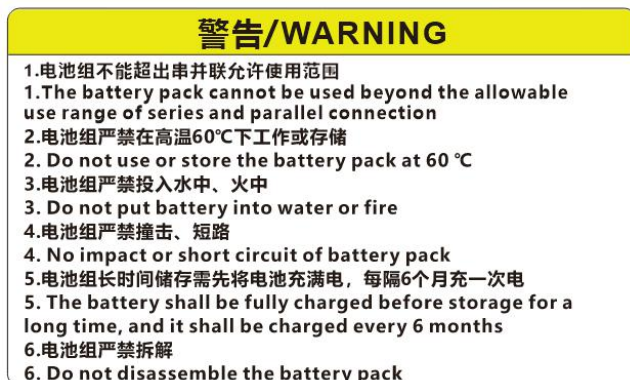 警告/WARNING
1.电池组不能超出串并联允许使用范围
1.The battery pack cannot be used beyond the allowable
use range of series and parallel connection
2.电池组严禁在高温60℃下工作或存储
2. Do not use or store the battery pack at 60 ℃
3.电池组严禁投入水中、火中
3. Do not put battery into water or fire
4.电池组严禁撞击、短路
4. No impact or short circuit of battery pack
5.电池组长时间储存需先将电池充满电，每隔6个月充一次电
5. The battery shall be fully charged before storage for a
long time, and it shall be charged every 6 months
6.电池组严禁拆解
6. Do not disassemble the battery pack